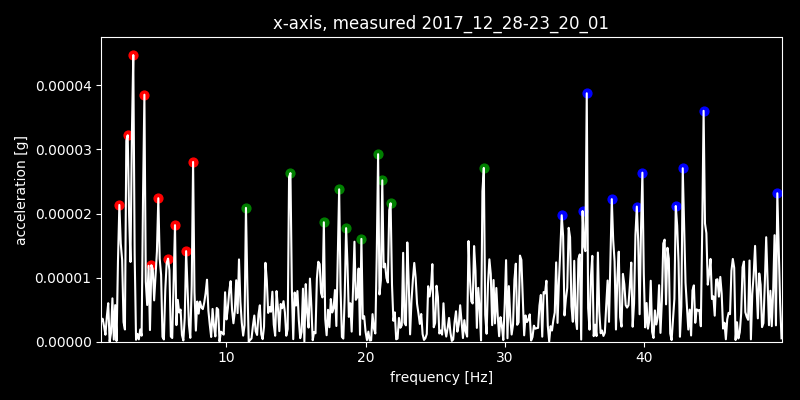 x-axis, measured 2017_12_28-23_20_01
acceleration [g]
0.00004
0.00003
0.00002
0.00001
0.00000
10 20 30 40
frequency [Hz]